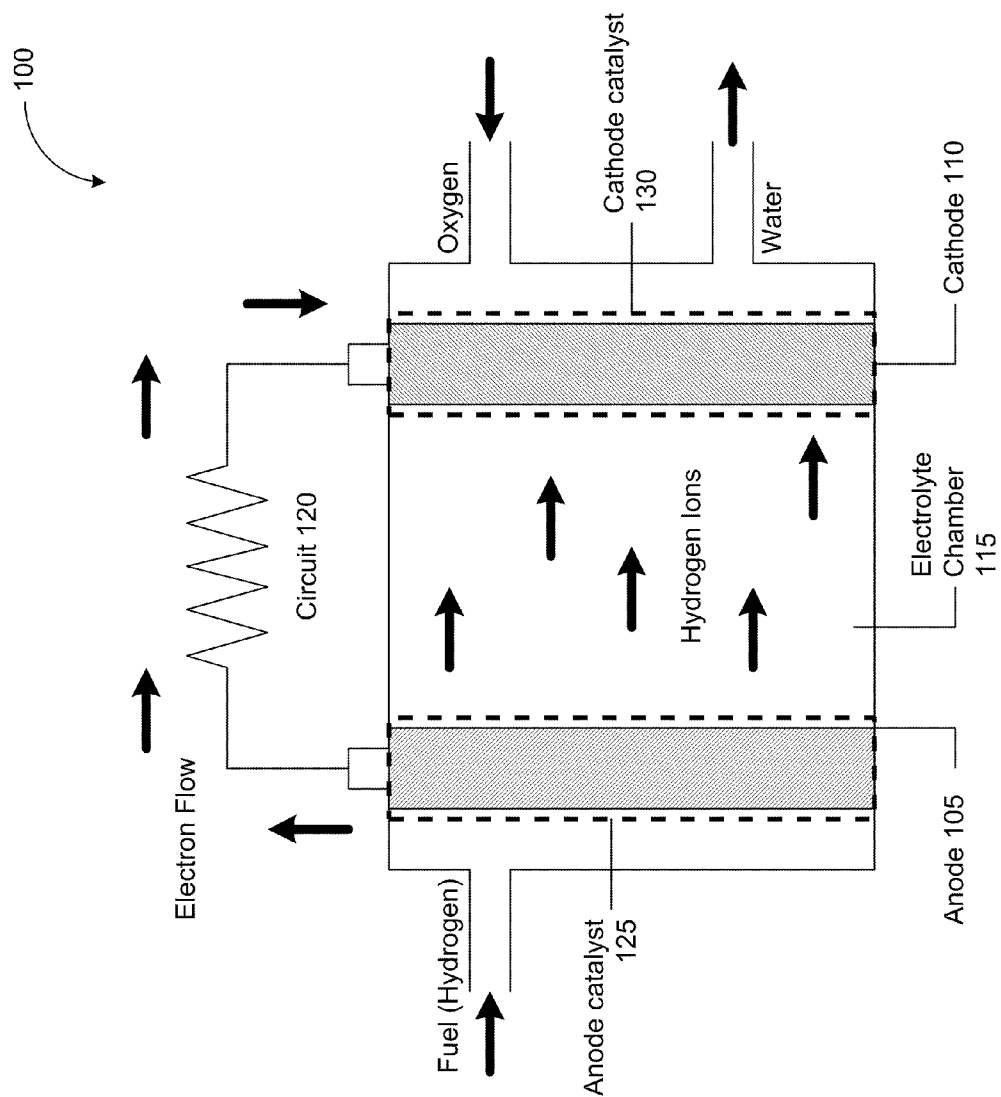 100
Electron Flow
Circuit 120
Fuel (Hydrogen)
Oxygen
Anode catalyst
125
Hydrogen Ions
Cathode catalyst
130
Water
Anode 105
Electrolyte
Chamber
115
Cathode 110